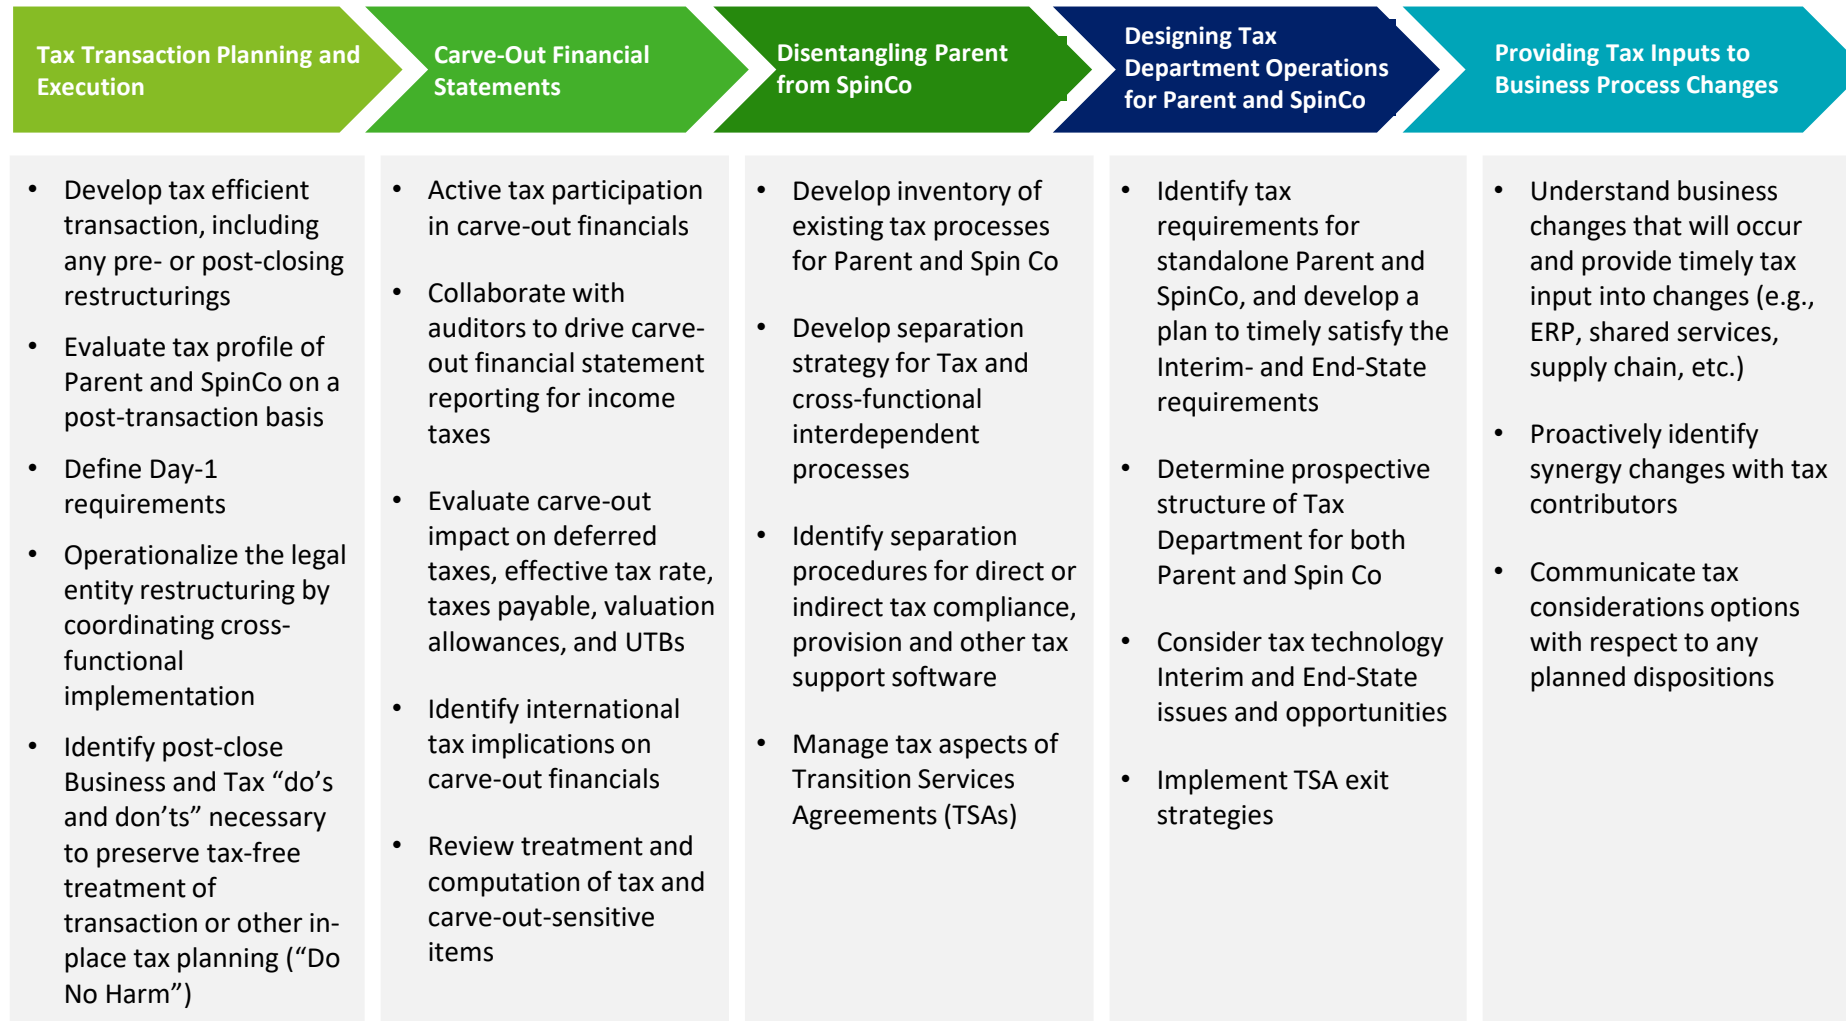 Tax Transaction Planning and
Execution
Carve-Out Financial
Statements
Disentangling Parent
from SpinCo
Designing Tax
Department Operations
for Parent and SpinCo
Providing Tax Inputs to
Business Process Changes
• Develop tax efficient
transaction, including
any pre- or post-closing
restructurings
• Evaluate tax profile of
Parent and SpinCo on a
post-transaction basis
• Define Day-1
requirements
• Operationalize the legal
entity restructuring by
coordinating cross-
functional
implementation
• Identify post-close
Business and Tax “do’s
and don’ts” necessary
to preserve tax-free
treatment of
transaction or other in-
place tax planning (“Do
No Harm”)
• Active tax participation
in carve-out financials
• Collaborate with
auditors to drive carve-
out financial statement
reporting for income
taxes
• Evaluate carve-out
impact on deferred
taxes, effective tax rate,
taxes payable, valuation
allowances, and UTBs
• Identify international
tax implications on
carve-out financials
• Review treatment and
computation of tax and
carve-out-sensitive
items
• Develop inventory of
existing tax processes
for Parent and Spin Co
• Develop separation
strategy for Tax and
cross-functional
interdependent
processes
• Identify separation
procedures for direct or
indirect tax compliance,
provision and other tax
support software
• Manage tax aspects of
Transition Services
Agreements (TSAs)
• Identify tax
requirements for
standalone Parent and
SpinCo, and develop a
plan to timely satisfy the
Interim- and End-State
requirements
• Determine prospective
structure of Tax
Department for both
Parent and Spin Co
• Consider tax technology
Interim and End-State
issues and opportunities
• Implement TSA exit
strategies
• Understand business
changes that will occur
and provide timely tax
input into changes (e.g.,
ERP, shared services,
supply chain, etc.)
• Proactively identify
synergy changes with tax
contributors
• Communicate tax
considerations options
with respect to any
planned dispositions